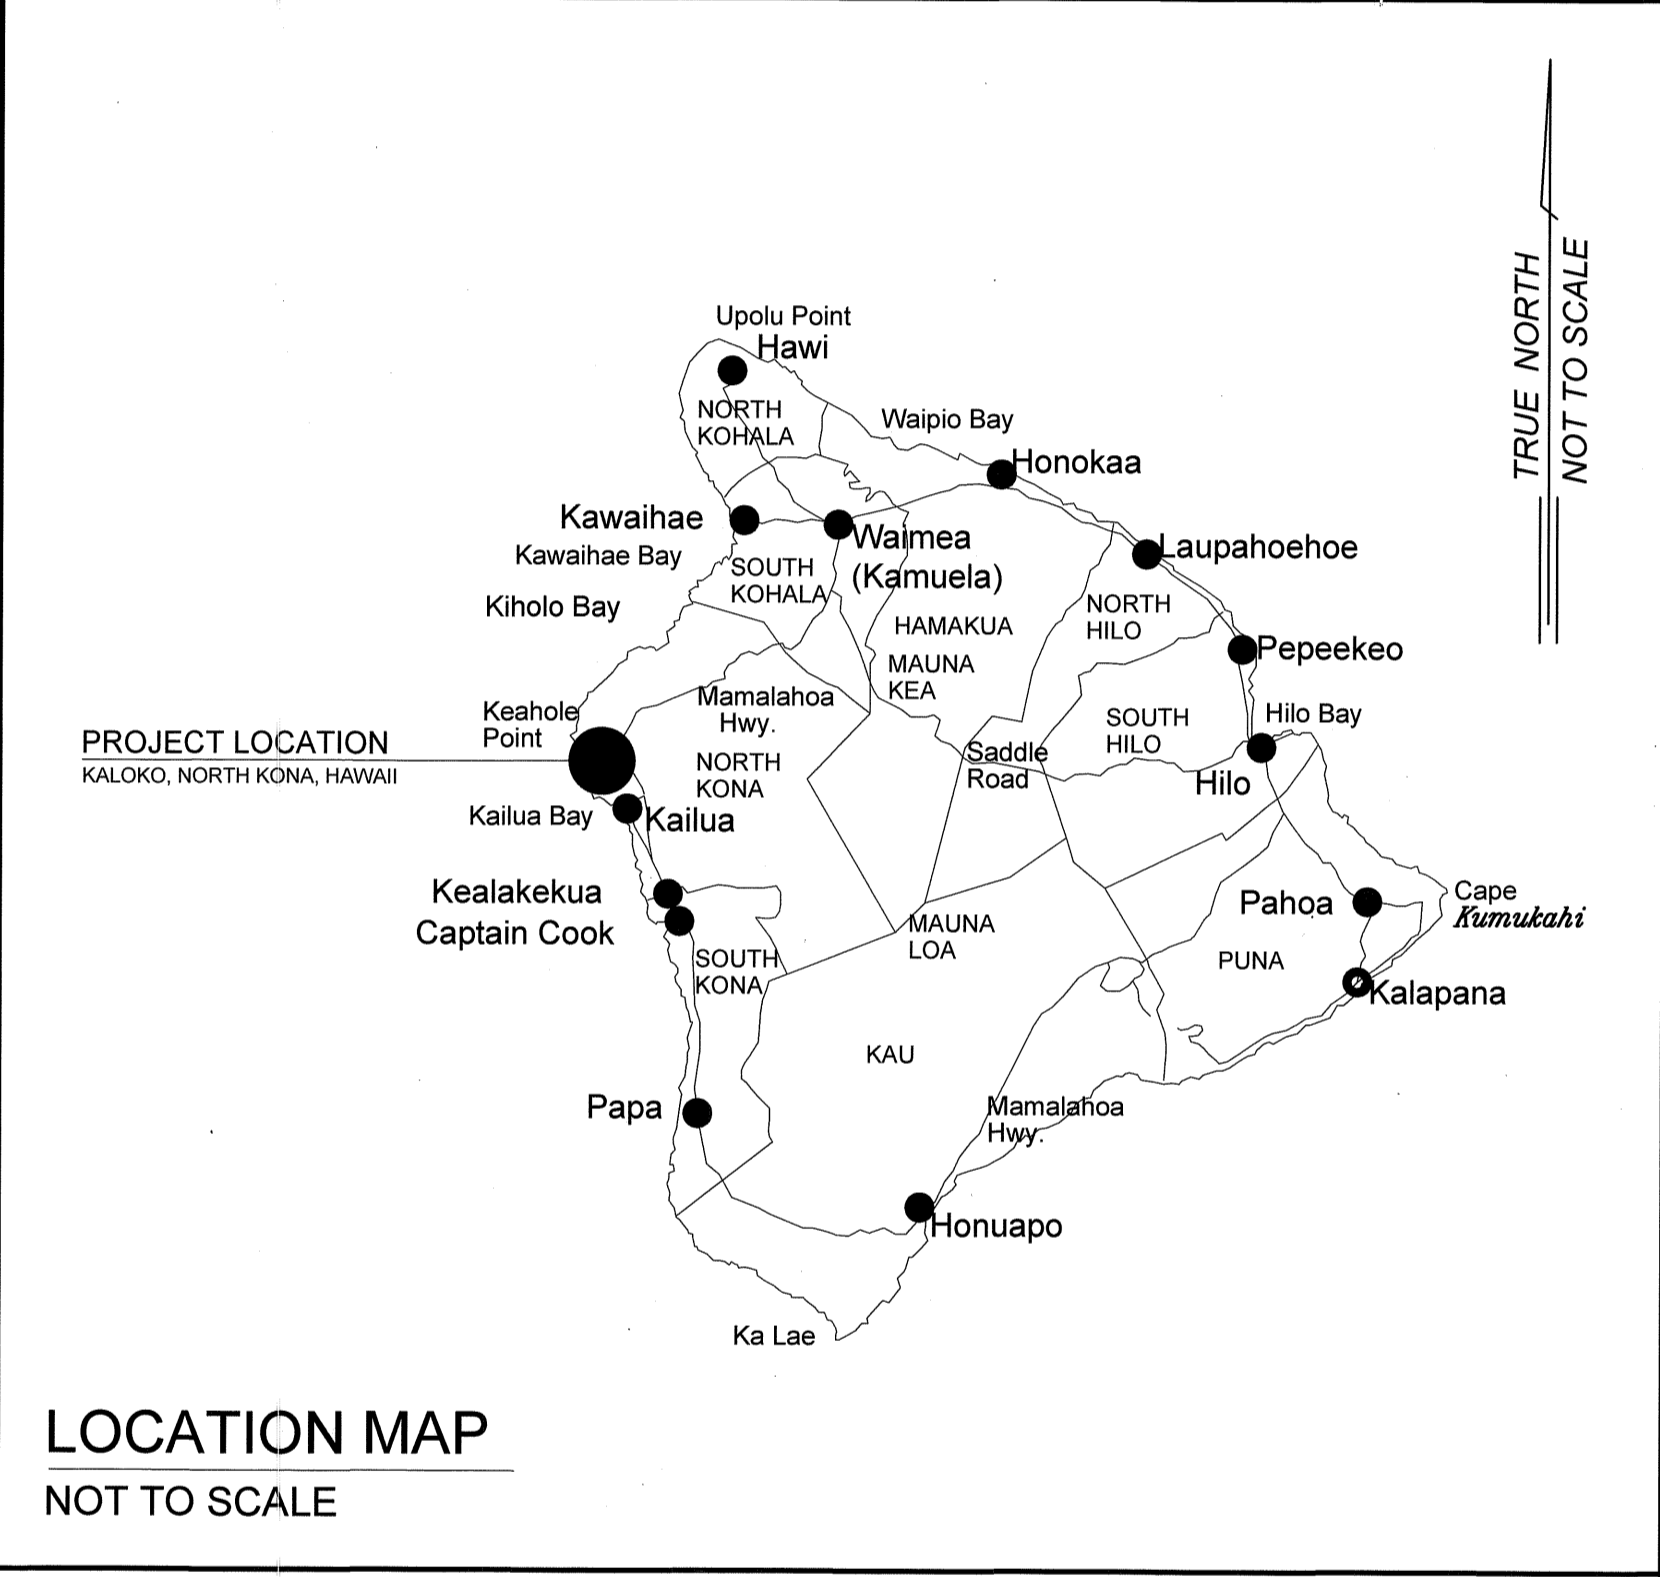 TRUE NORTH
NOT TO SCALE
Upolu Point
Hawi
NORTH
KOHALA
Waipio Bay
Honokaa
Kawaihae
Waimea
(Kamuela)
Kawaihae Bay
SOUTH
KOHALA
Laupahoehoe
Kiholo Bay
NORTH
HILO
HAMAKUA
Pepeekeo
MAUNA
KEA
Mamalahoa
Hwy.
Keahole
Point
SOUTH
HILO
Hilo Bay
PROJECT LOCATION
KALOKO, NORTH KONA, HAWAII
NORTH
KONA
Saddle
Road
Hilo
Kailua Bay
Kailua
Kealakekua
Captain Cook
Pahoa
Cape
Kumukahi
MAUNA
LOA
SOUTH
KONA
PUNA
Kalapana
KAU
Papa
Mamalahoa
Hwy.
Honuapo
Ka Lae
LOCATION MAP
NOT TO SCALE